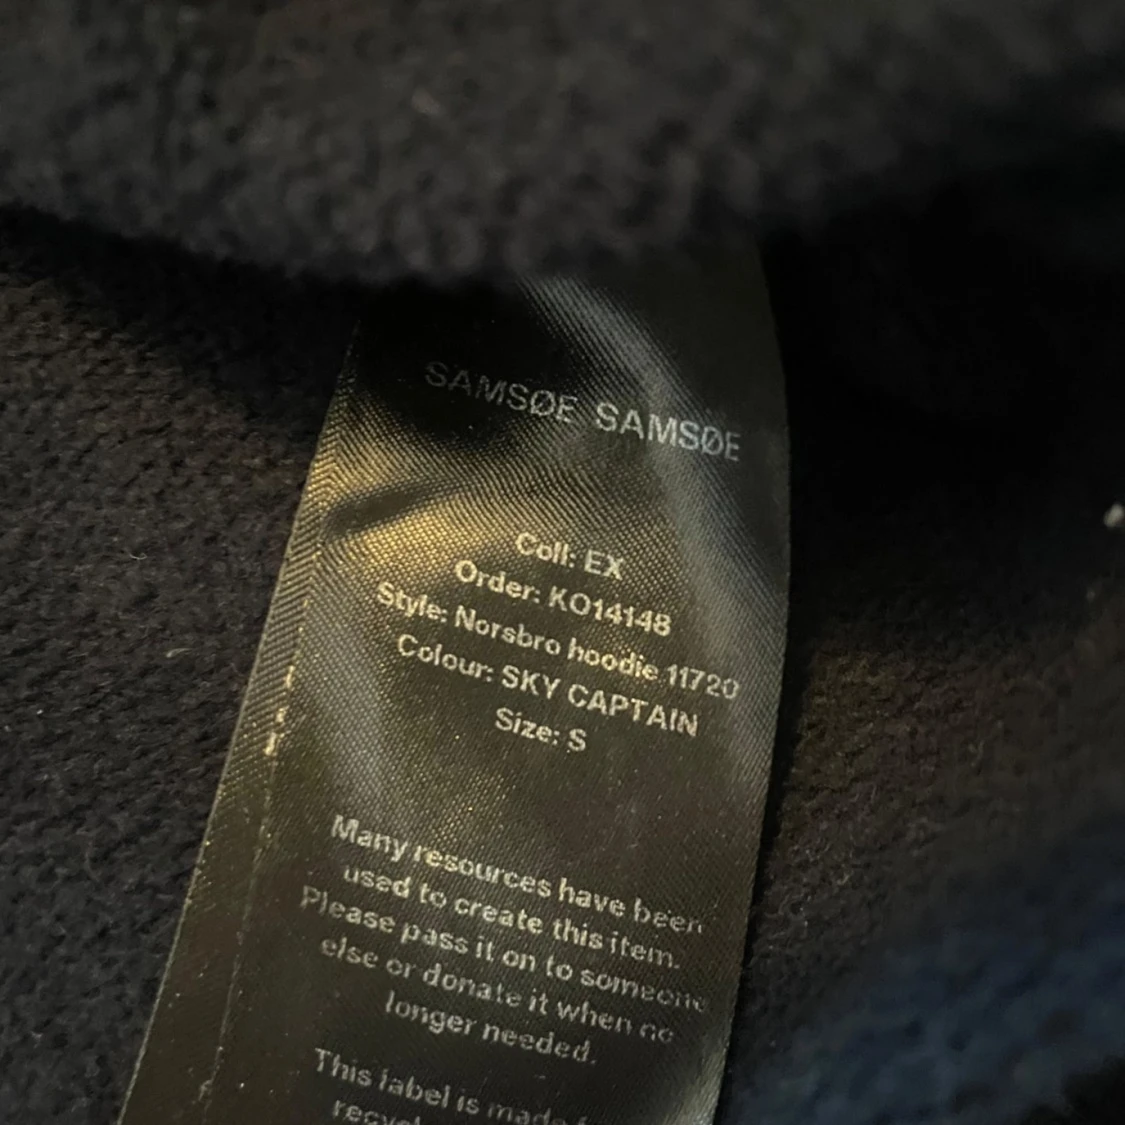 SAMSØE SAMSØE
Coll: EX
Order: KO14148
Style: Norsbro hoodie 11720
Colour: SKY CAPTAIN
Size: S
Many resources have been
used to create this item.
Please pass it on to someone
else or donate it when no
longer needed.
This label is made